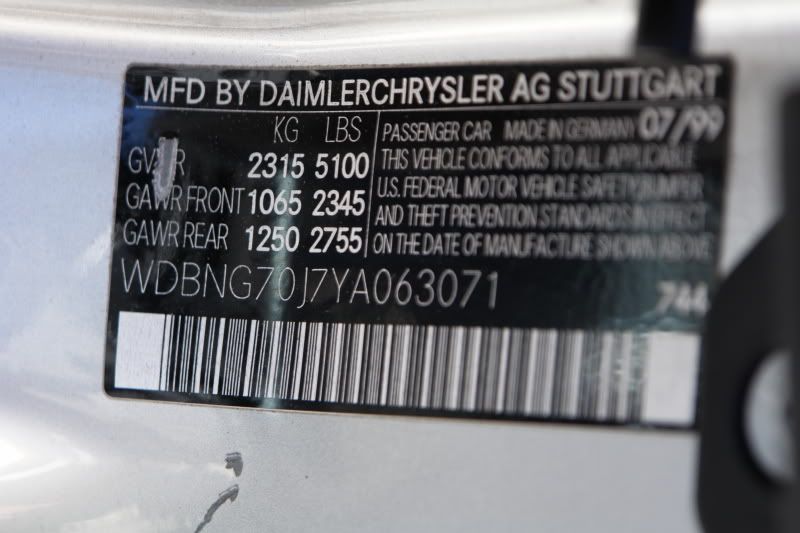 MFD BY DAIMLERCHRYSLER AG STUTTGART
KG LBS
GVWR 2315 5100
GAWR FRONT 1065 2345
GAWR REAR 1250 2755
PASSENGER CAR MADE IN GERMANY 07/99
THIS VEHICLE CONFORMS TO ALL APPLICABLE
U.S. FEDERAL MOTOR VEHICLE SAFETY, BUMPER
AND THEFT PREVENTION STANDARDS IN EFFECT
ON THE DATE OF MANUFACTURE SHOWN ABOVE.
WDBNG70J7YA063071 744